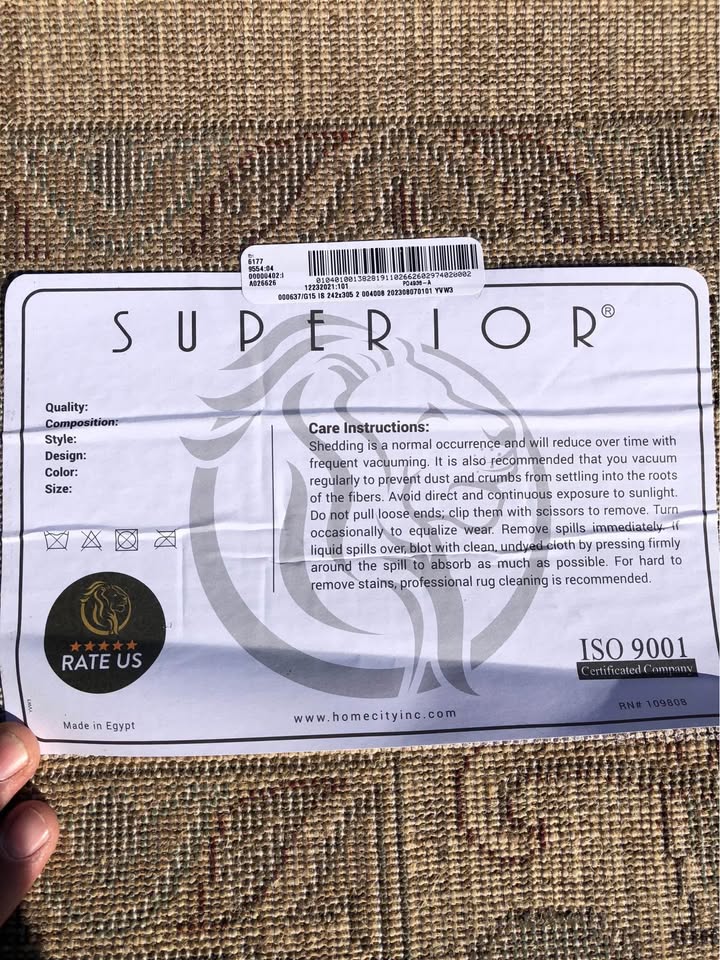 6177
9554:04
00000402:I
A026626
01040100138281911026626029740280​02
12232021:101
PO4936-A
000637/G15 IS 242x305 2 004008 202308070101 YVW3
SUPERIOR®
Quality:
Composition:
Style:
Design:
Color:
Size:
Care Instructions:
Shedding is a normal occurrence and will reduce over time with
frequent vacuuming. It is also recommended that you vacuum
regularly to prevent dust and crumbs from settling into the roots
of the fibers. Avoid direct and continuous exposure to sunlight.
Do not pull loose ends; clip them with scissors to remove. Turn
occasionally to equalize wear. Remove spills immediately. If
liquid spills over, blot with clean, undyed cloth by pressing firmly
around the spill to absorb as much as possible. For hard to
remove stains, professional rug cleaning is recommended.
RATE US
ISO 9001
Certificated Company
RN# 109808
Made in Egypt
www.homecityinc.com